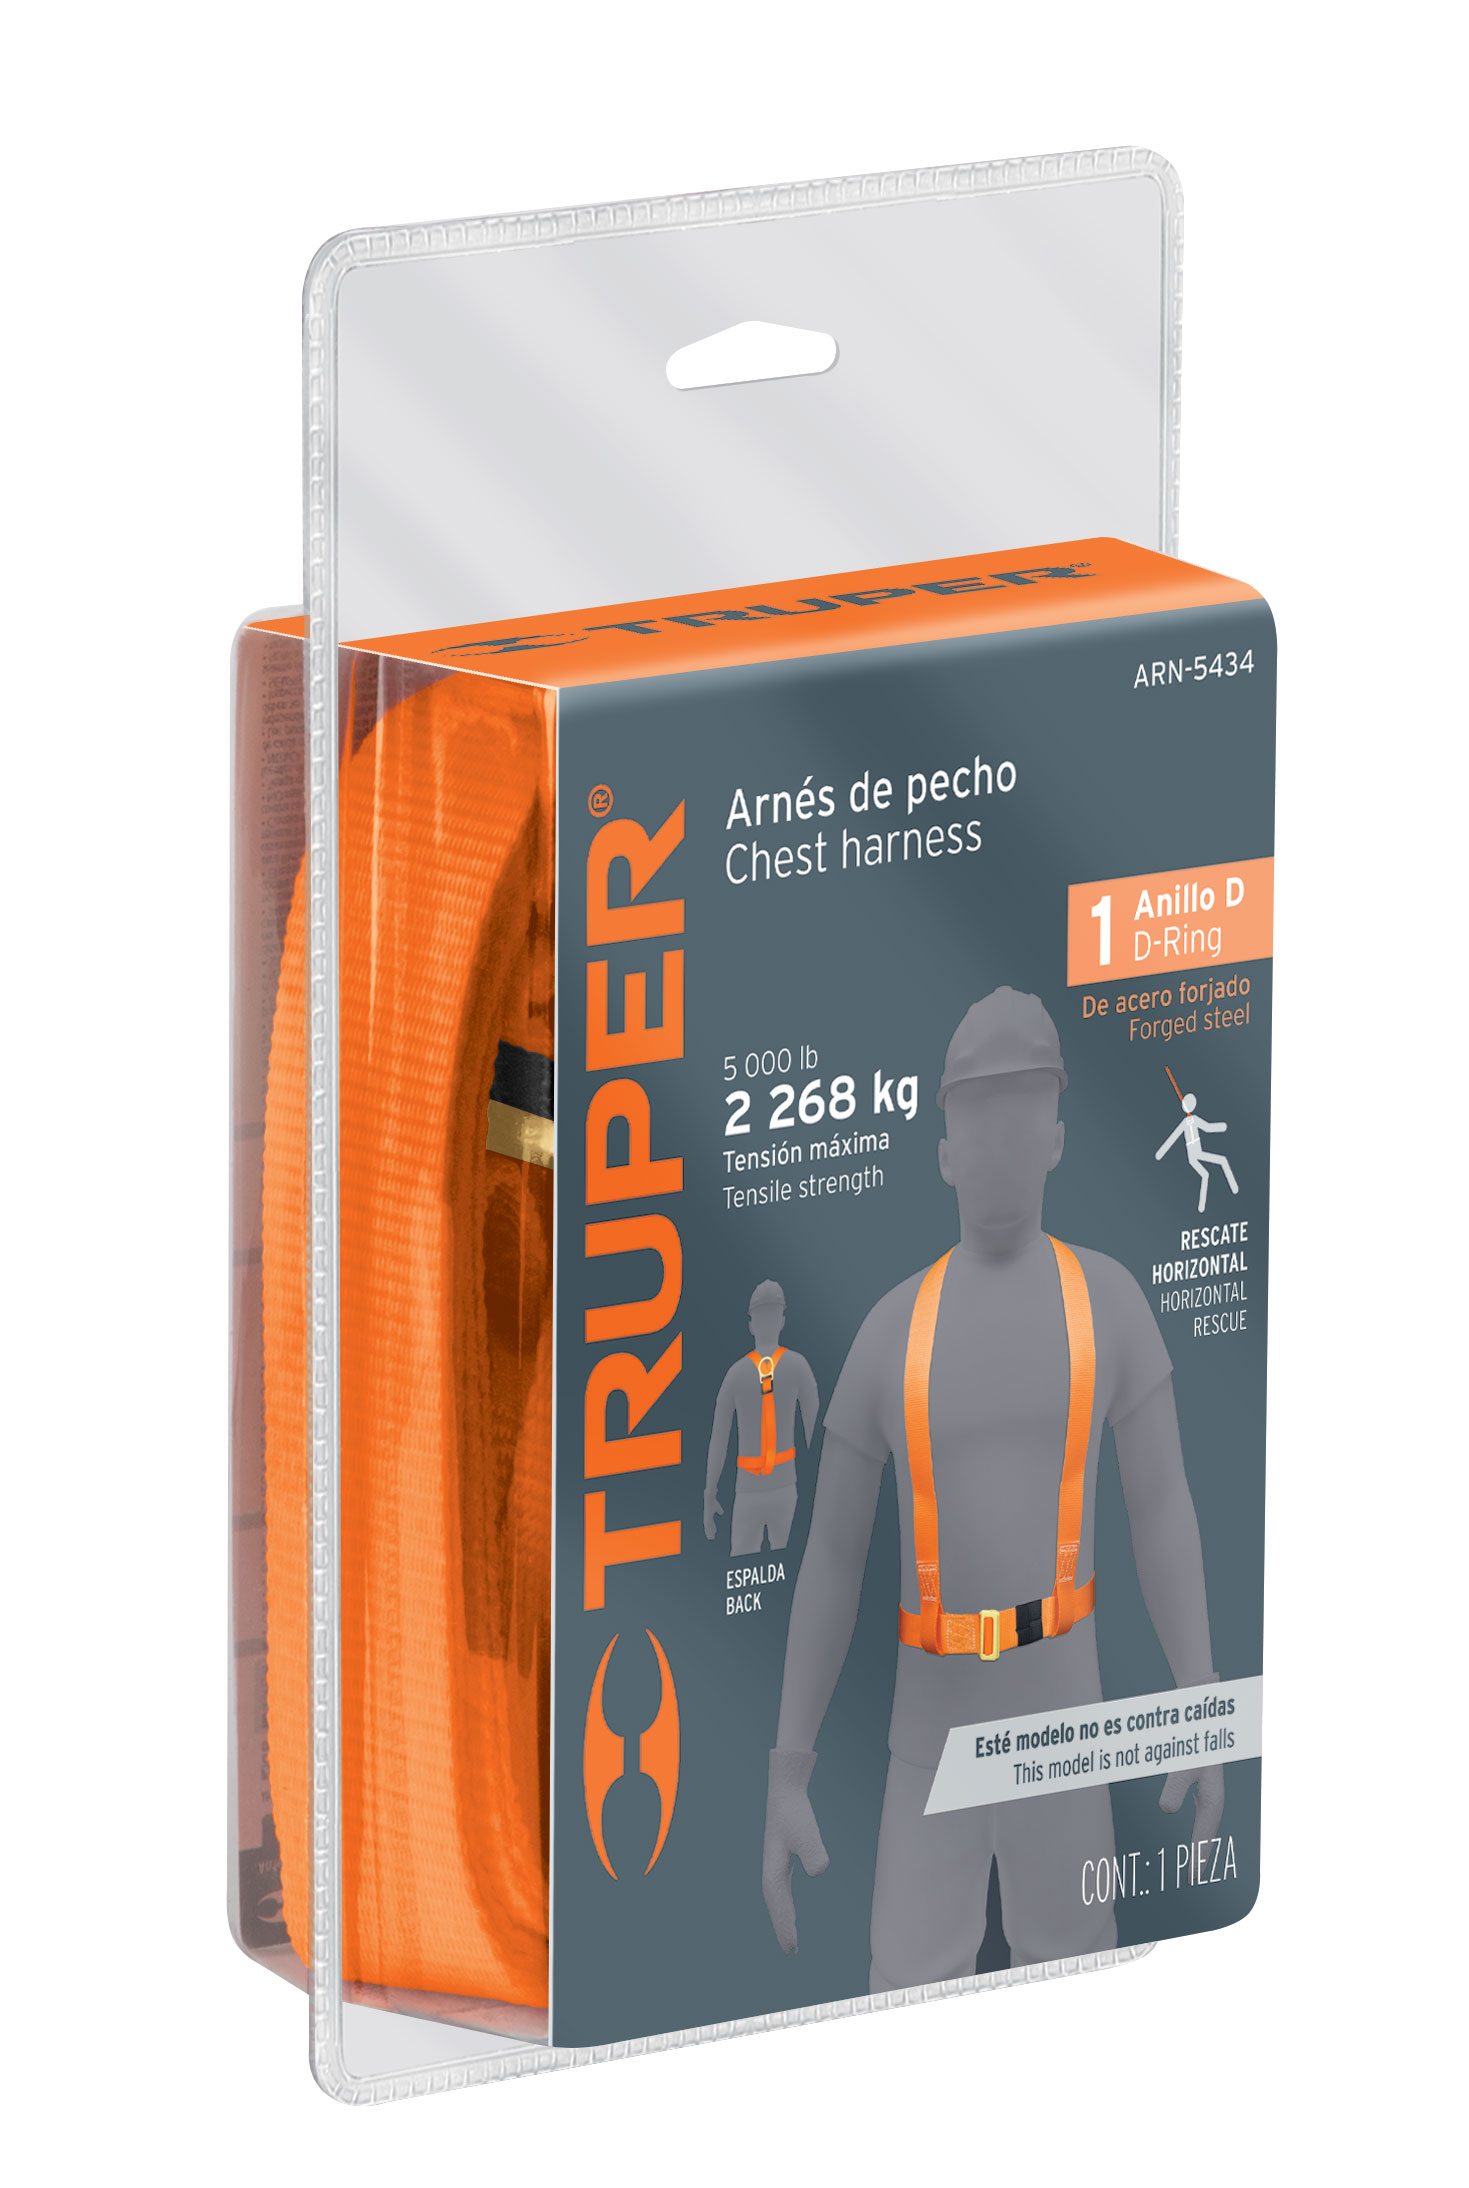 TRUPER®
ARN-5434
TRUPER®
Arnés de pecho
Chest harness
1 Anillo D
D-Ring
De acero forjado
Forged steel
5 000 lb
2 268 kg
Tensión máxima
Tensile strength
RESCATE
HORIZONTAL
HORIZONTAL
RESCUE
ESPALDA
BACK
Esté modelo no es contra caídas
This model is not against falls
CONT.: 1 PIEZA